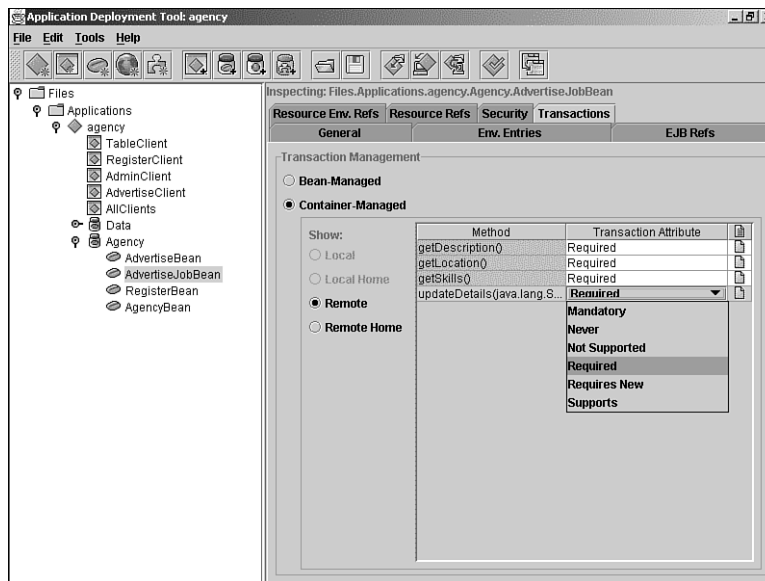 Application Deployment Tool: agency
File Edit Tools Help
Files
Applications
agency
TableClient
RegisterClient
AdminClient
AdvertiseClient
AllClients
Data
Agency
AdvertiseBean
AdvertiseJobBean
RegisterBean
AgencyBean
Inspecting: Files.Applications.agency.Agency.AdvertiseJobBean
Resource Env. Refs Resource Refs Security Transactions
General Env. Entries EJB Refs
Transaction Management
Bean-Managed
Container-Managed
Show:
Local
Local Home
Remote
Remote Home
Method Transaction Attribute
getDescription() Required
getLocation() Required
getSkills() Required
updateDetails(java.lang.S... Required
Mandatory
Never
Not Supported
Required
Requires New
Supports